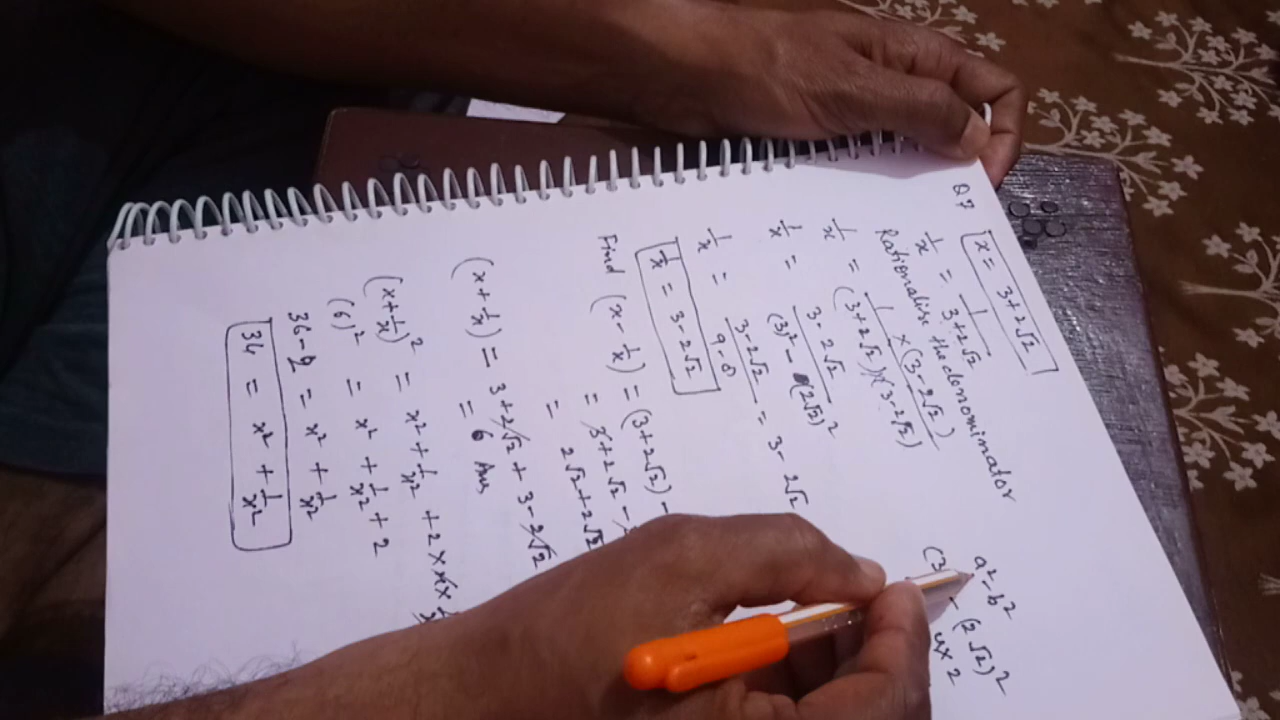 Q7
x = 3+2√2
1/x = 1/(3+2√2)
Rationalise the denominator
1/x = 1/(3+2√2) × (3-2√2)/(3-2√2)
1/x = (3-2√2)/((3)² - (2√2)²)
1/x = (3-2√2)/(9-8) = 3-2√2
1/x = 3-2√2
Find (x - 1/x) = (3+2√2) -
= 3+2√2 -
= 2√2+2√2
(x + 1/x) = 3+2√2 + 3-2√2
= 6 Ans
(x+1/x)² = x² + 1/x² + 2×x×1/x
(6)² = x² + 1/x² + 2
36-2 = x² + 1/x²
34 = x² + 1/x²
a²-b²
(3 - (2√2)²
4×2